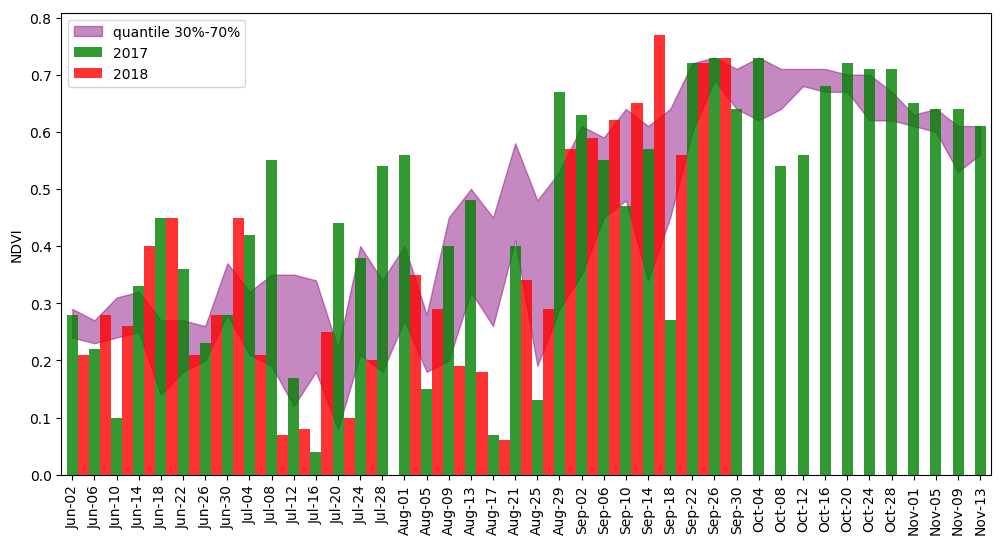 quantile 30%-70%
2017
2018
NDVI
0.8
0.7
0.6
0.5
0.4
0.3
0.2
0.1
0.0
Jun-02
Jun-06
Jun-10
Jun-14
Jun-18
Jun-22
Jun-26
Jun-30
Jul-04
Jul-08
Jul-12
Jul-16
Jul-20
Jul-24
Jul-28
Aug-01
Aug-05
Aug-09
Aug-13
Aug-17
Aug-21
Aug-25
Aug-29
Sep-02
Sep-06
Sep-10
Sep-14
Sep-18
Sep-22
Sep-26
Sep-30
Oct-04
Oct-08
Oct-12
Oct-16
Oct-20
Oct-24
Oct-28
Nov-01
Nov-05
Nov-09
Nov-13